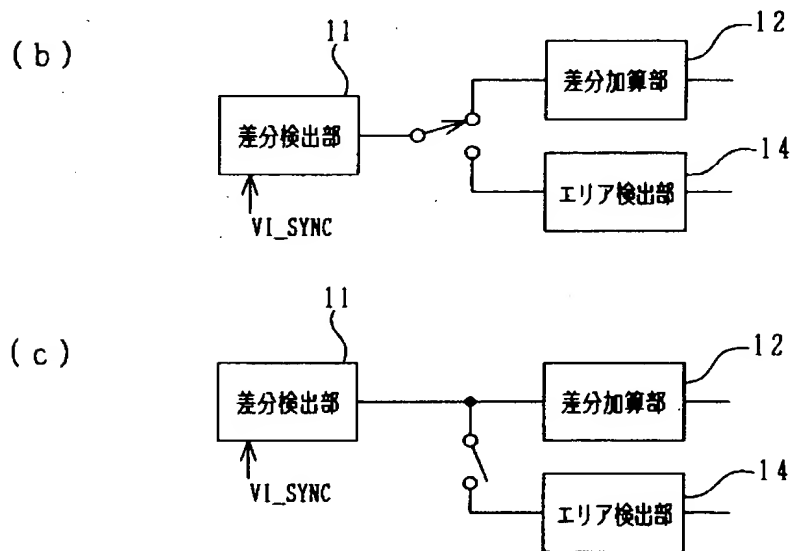 (b)
11
12
差分検出部
差分加算部
14
エリア検出部
VI_SYNC
(c)
11
12
差分検出部
差分加算部
14
エリア検出部
VI_SYNC